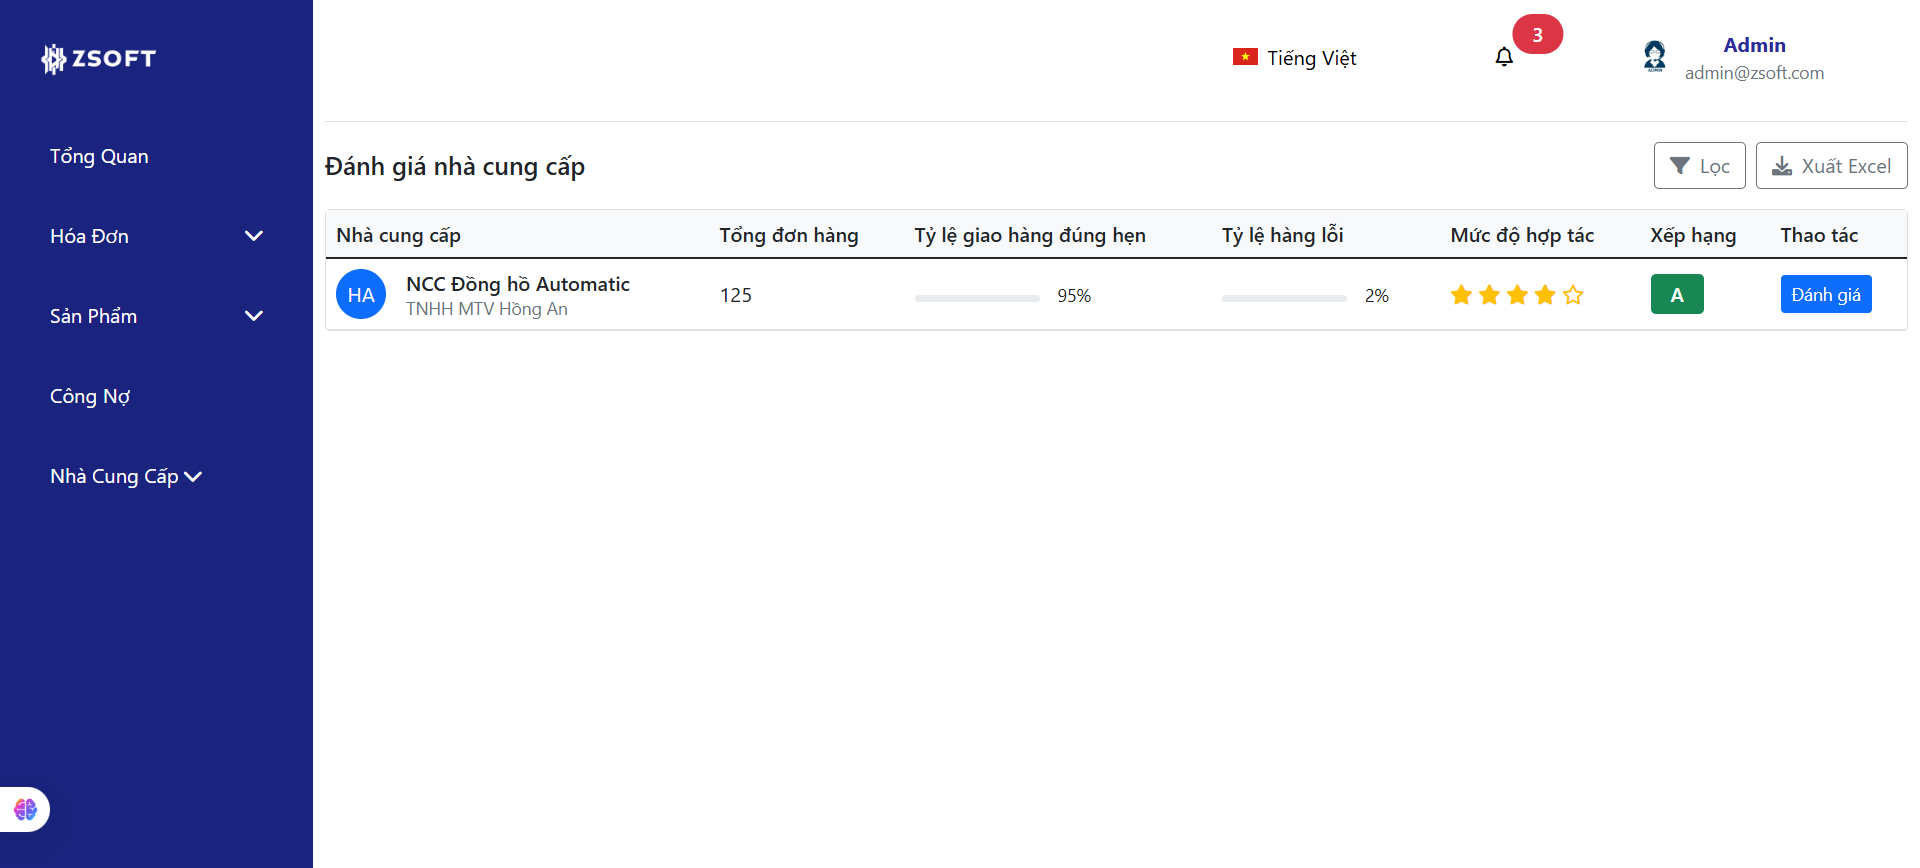 ZSOFT
Tiếng Việt
3
Admin
admin@zsoft.com
Tổng Quan
Hóa Đơn
Sản Phẩm
Công Nợ
Nhà Cung Cấp
Đánh giá nhà cung cấp
Lọc
Xuất Excel
Nhà cung cấp Tổng đơn hàng Tỷ lệ giao hàng đúng hẹn Tỷ lệ hàng lỗi Mức độ hợp tác Xếp hạng Thao tác
HA
NCC Đồng hồ Automatic
TNHH MTV Hồng An
125 95% 2% A Đánh giá